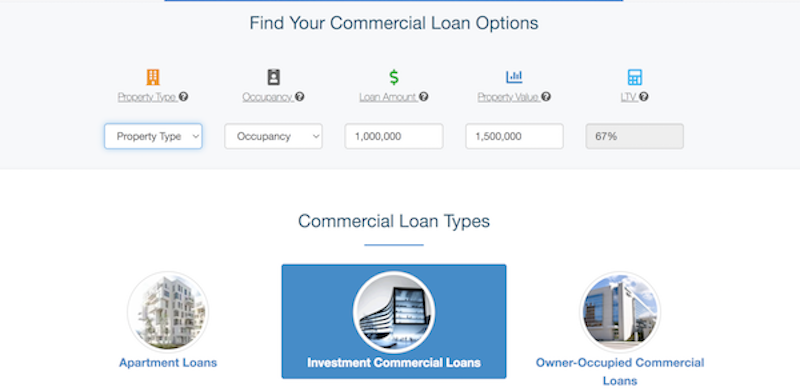 Find Your Commercial Loan Options
Property Type Occupancy Loan Amount Property Value LTV
Property Type Occupancy 1,000,000 1,500,000 67%
Commercial Loan Types
Apartment Loans Investment Commercial Loans Owner-Occupied Commercial
Loans